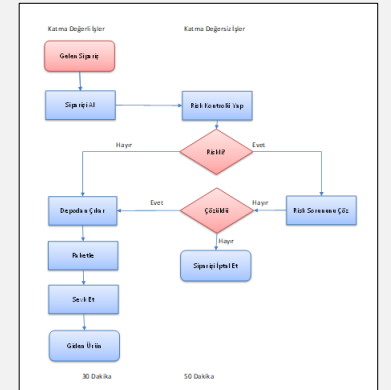 Katma Değerli İşler
Katma Değersiz İşler
Gelen Sipariş
Siparişi Al
Risk Kontrolü Yap
Riskli?
Hayır
Evet
Depodan Çıkar
Evet
Çözüldü
Hayır
Risk Sorununu Çöz
Hayır
Paketle
Siparişi İptal Et
Sevk Et
Giden Ürün
30 Dakika
50 Dakika